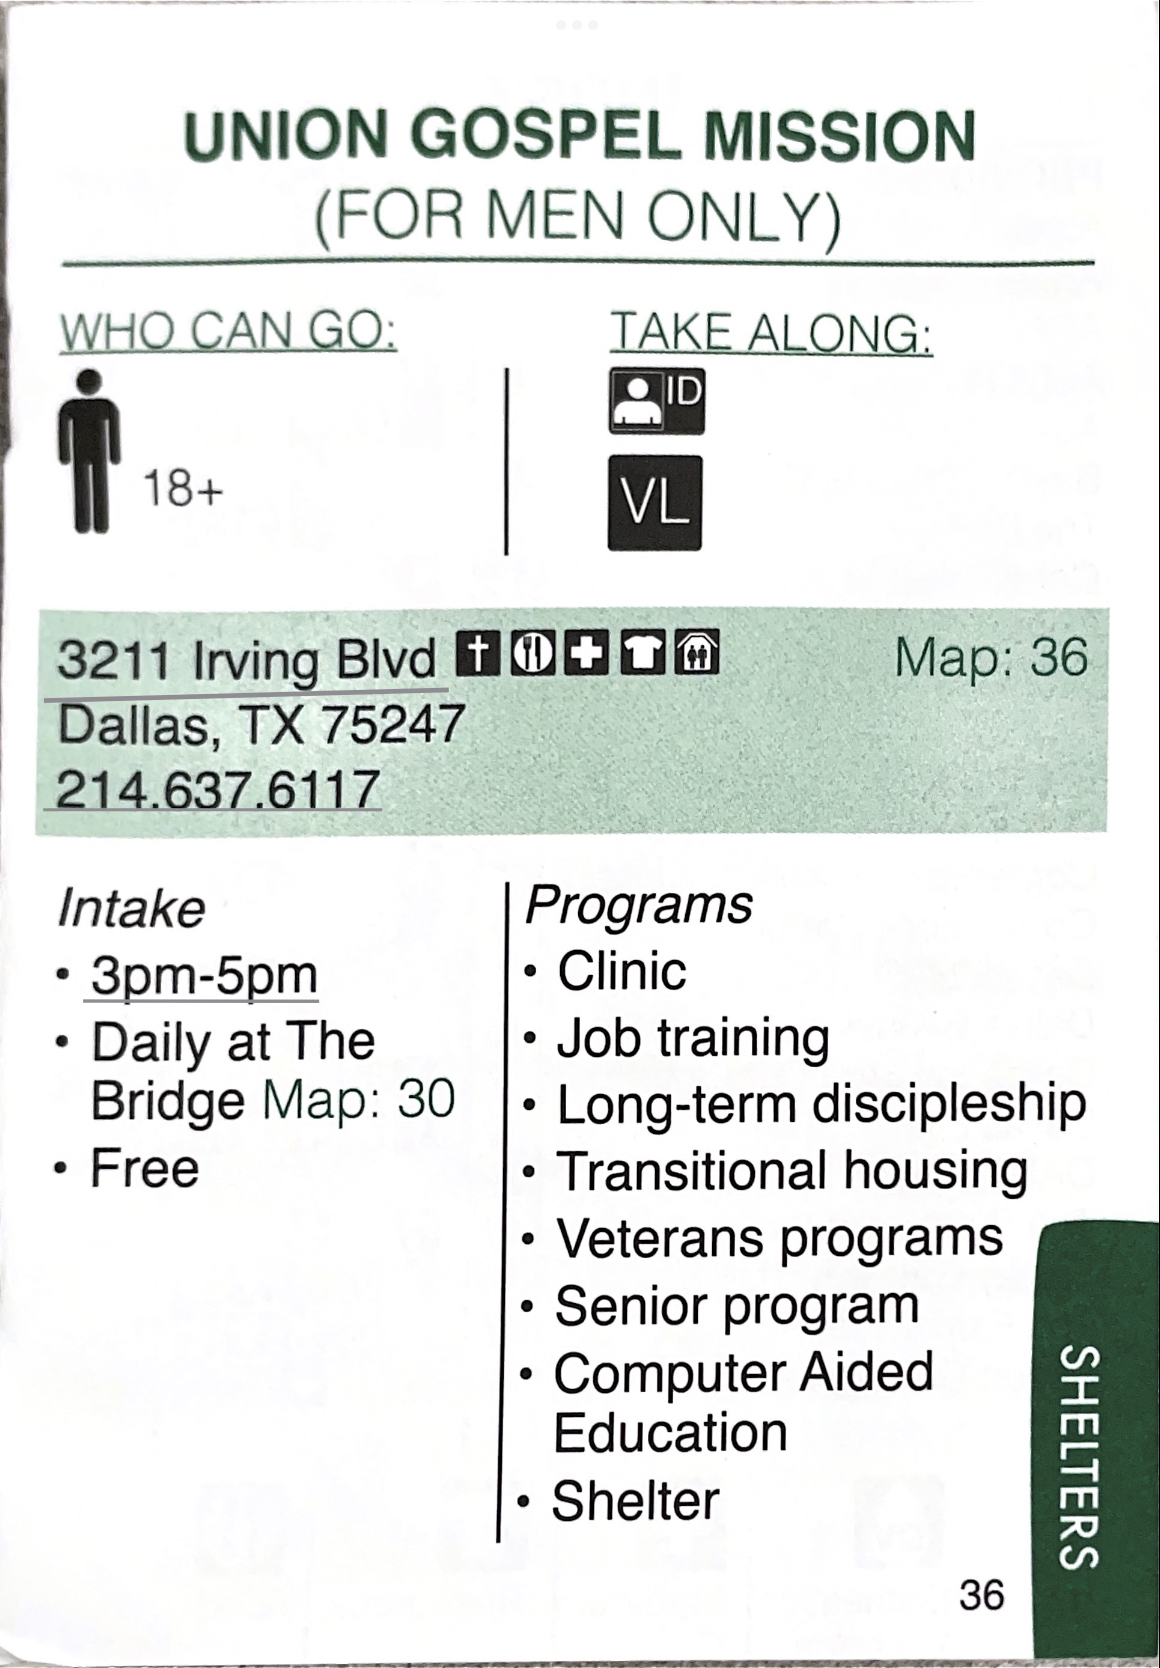 UNION GOSPEL MISSION
(FOR MEN ONLY)
WHO CAN GO:
18+
TAKE ALONG:
ID
VL
3211 Irving Blvd
Map: 36
Dallas, TX 75247
214.637.6117
Intake
• 3pm-5pm
• Daily at The
Bridge Map: 30
• Free
Programs
• Clinic
• Job training
• Long-term discipleship
• Transitional housing
• Veterans programs
• Senior program
• Computer Aided
Education
• Shelter
SHELTERS
36